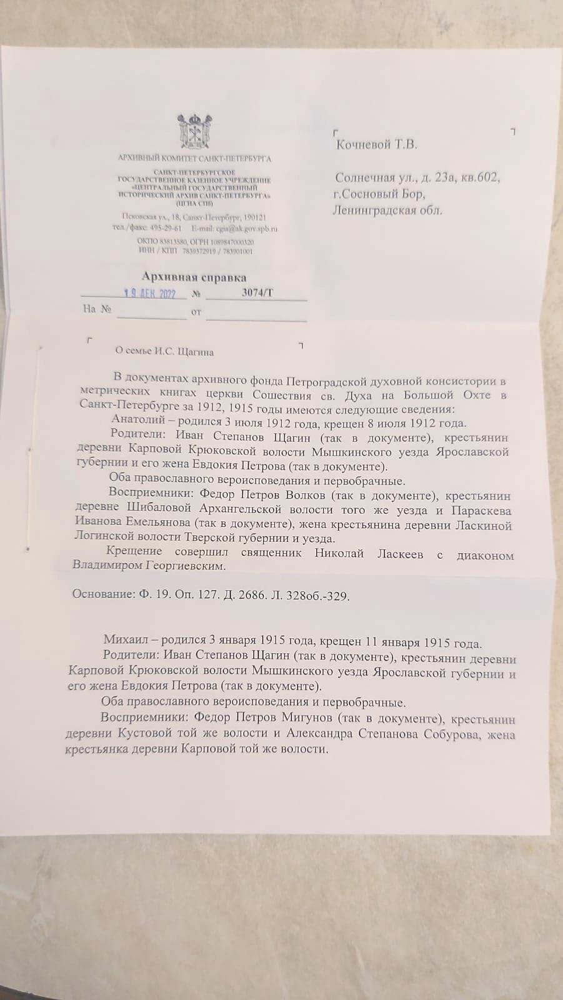 АРХИВНЫЙ КОМИТЕТ САНКТ-ПЕТЕРБУРГА
САНКТ-ПЕТЕРБУРГСКОЕ
ГОСУДАРСТВЕННОЕ КАЗЕННОЕ УЧРЕЖДЕНИЕ
«ЦЕНТРАЛЬНЫЙ ГОСУДАРСТВЕННЫЙ
ИСТОРИЧЕСКИЙ АРХИВ САНКТ-ПЕТЕРБУРГА»
(ЦГИА СПб)
Псковская ул., 18, Санкт-Петербург, 190121
тел./факс: 495-29-61 E-mail: cgia@ak.gov.spb.ru
ОКПО 83813580, ОГРН 1089847000320
ИНН / КПП 7839372919 / 783901001
Кочневой Т.В.
Солнечная ул., д. 23а, кв.602,
г.Сосновый Бор,
Ленинградская обл.
Архивная справка
19 ДЕК 2022 № 3074/Т
На № от
О семье И.С. Щагина
В документах архивного фонда Петроградской духовной консистории в
метрических книгах церкви Сошествия св. Духа на Большой Охте в
Санкт-Петербурге за 1912, 1915 годы имеются следующие сведения:
Анатолий – родился 3 июля 1912 года, крещен 8 июля 1912 года.
Родители: Иван Степанов Щагин (так в документе), крестьянин
деревни Карповой Крюковской волости Мышкинского уезда Ярославской
губернии и его жена Евдокия Петрова (так в документе).
Оба православного вероисповедания и первобрачные.
Восприемники: Федор Петров Волков (так в документе), крестьянин
деревне Шибаловой Архангельской волости того же уезда и Параскева
Иванова Емельянова (так в документе), жена крестьянина деревни Ласкиной
Логинской волости Тверской губернии и уезда.
Крещение совершил священник Николай Ласкеев с диаконом
Владимиром Георгиевским.
Основание: Ф. 19. Оп. 127. Д. 2686. Л. 328об.-329.
Михаил – родился 3 января 1915 года, крещен 11 января 1915 года.
Родители: Иван Степанов Щагин (так в документе), крестьянин деревни
Карповой Крюковской волости Мышкинского уезда Ярославской губернии и
его жена Евдокия Петрова (так в документе).
Оба православного вероисповедания и первобрачные.
Восприемники: Федор Петров Мигунов (так в документе), крестьянин
деревни Кустовой той же волости и Александра Степанова Собурова, жена
крестьянка деревни Карповой той же волости.